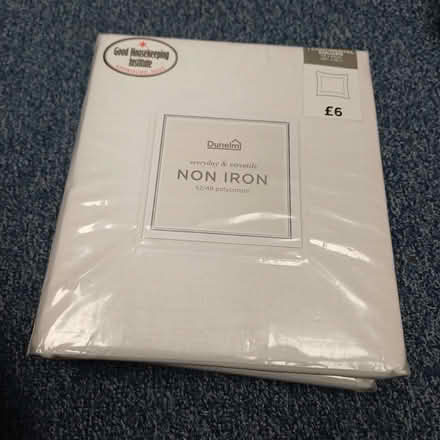 Good Housekeeping
Institute
£6
Dunelm
everyday & versatile
NON IRON
52/48 polycotton